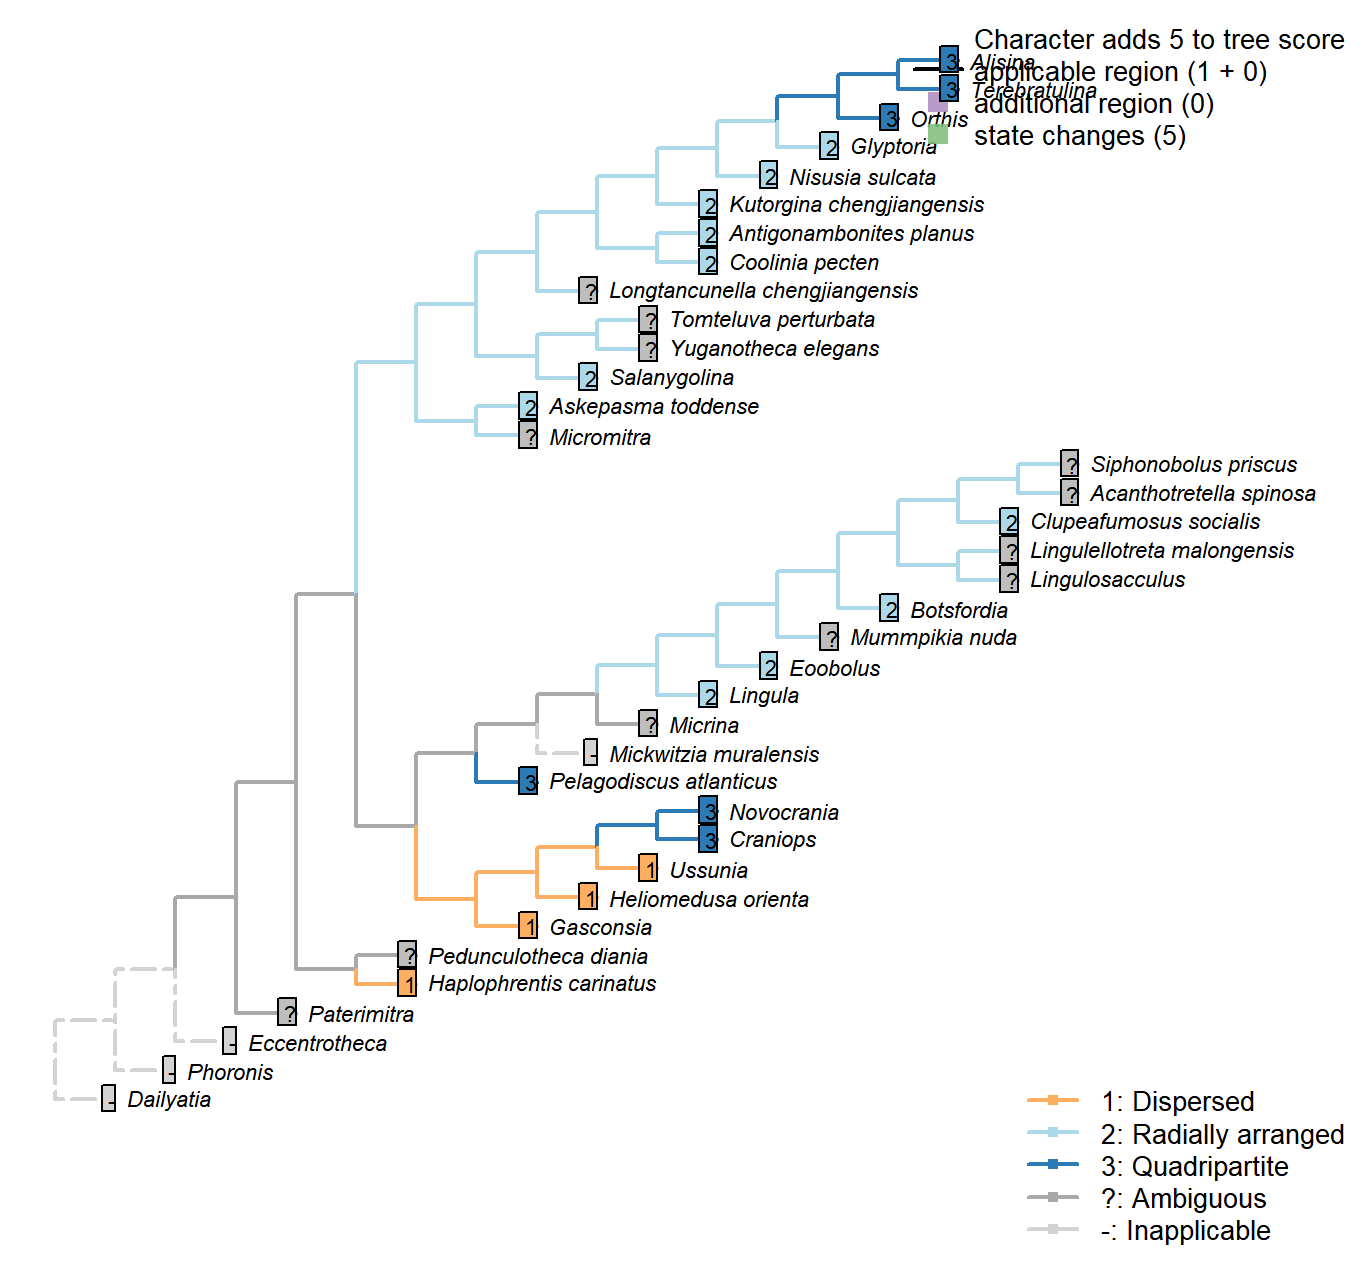 Character adds 5 to tree score
3 Alisina
applicable region (1 + 0)
3 Terebratulina
additional region (0)
3 Orthis
state changes (5)
2 Glyptoria
2 Nisusia sulcata
2 Kutorgina chengjiangensis
2 Antigonambonites planus
2 Coolinia pecten
? Longtancunella chengjiangensis
? Tomteluva perturbata
? Yuganotheca elegans
2 Salanygolina
2 Askepasma toddense
? Micromitra
? Siphonobolus priscus
? Acanthotretella spinosa
2 Clupeafumosus socialis
? Lingulellotreta malongensis
? Lingulosacculus
2 Botsfordia
? Mummpikia nuda
2 Eoobolus
2 Lingula
? Micrina
- Mickwitzia muralensis
3 Pelagodiscus atlanticus
3 Novocrania
3 Craniops
1 Ussunia
1 Heliomedusa orienta
1 Gasconsia
? Pedunculotheca diania
1 Haplophrentis carinatus
? Paterimitra
- Eccentrotheca
- Phoronis
- Dailyatia
1: Dispersed
2: Radially arranged
3: Quadripartite
?: Ambiguous
-: Inapplicable